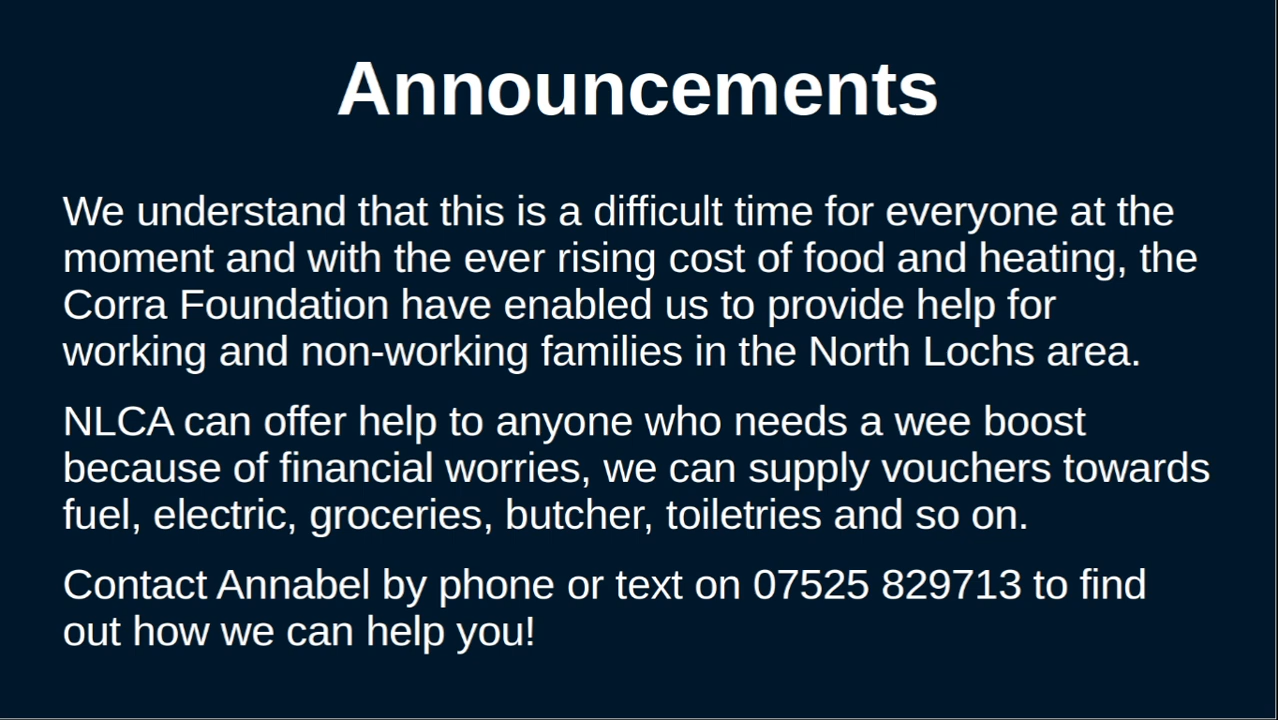 Announcements
We understand that this is a difficult time for everyone at the
moment and with the ever rising cost of food and heating, the
Corra Foundation have enabled us to provide help for
working and non-working families in the North Lochs area.
NLCA can offer help to anyone who needs a wee boost
because of financial worries, we can supply vouchers towards
fuel, electric, groceries, butcher, toiletries and so on.
Contact Annabel by phone or text on 07525 829713 to find
out how we can help you!